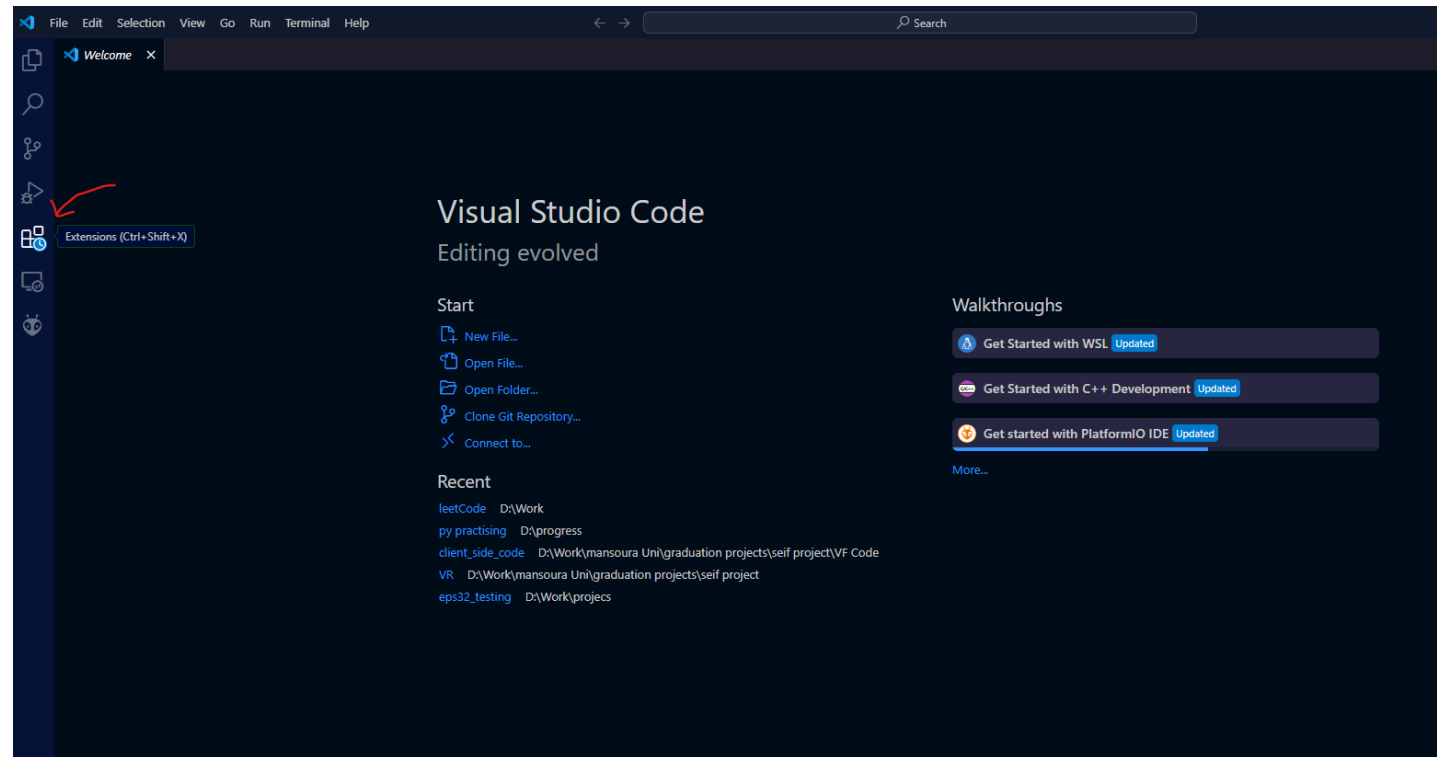 File Edit Selection View Go Run Terminal Help
Search
Welcome
Extensions (Ctrl+Shift+X)
Visual Studio Code
Editing evolved
Start
New File...
Open File...
Open Folder...
Clone Git Repository...
Connect to...
Recent
leetCode D:\Work
py practising D:\progress
client_side_code D:\Work\mansoura Uni\graduation projects\seif project\VF Code
VR D:\Work\mansoura Uni\graduation projects\seif project
eps32_testing D:\Work\projecs
Walkthroughs
Get Started with WSL Updated
Get Started with C++ Development Updated
Get started with PlatformIO IDE Updated
More...